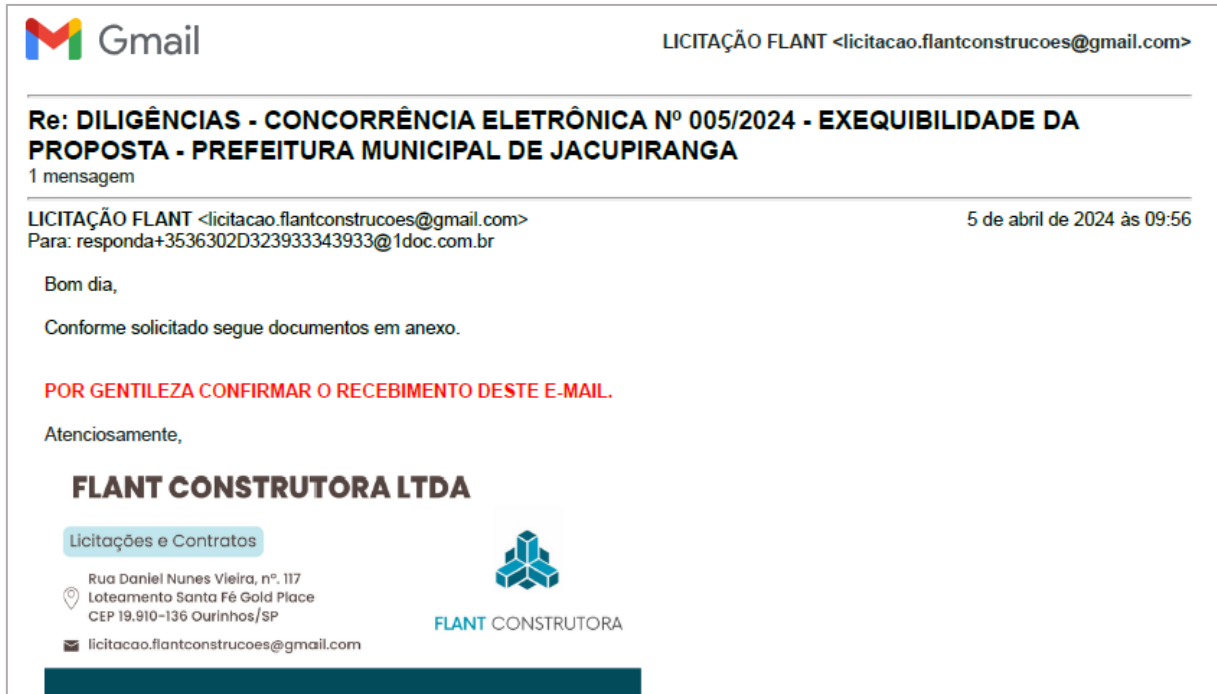 Gmail
LICITAÇÃO FLANT <licitacao.flantconstrucoes@gmail.com>
Re: DILIGÊNCIAS - CONCORRÊNCIA ELETRÔNICA Nº 005/2024 - EXEQUIBILIDADE DA
PROPOSTA - PREFEITURA MUNICIPAL DE JACUPIRANGA
1 mensagem
LICITAÇÃO FLANT <licitacao.flantconstrucoes@gmail.com>
5 de abril de 2024 às 09:56
Para: responda+3536302D323933343933@1doc.com.br
Bom dia,
Conforme solicitado segue documentos em anexo.
POR GENTILEZA CONFIRMAR O RECEBIMENTO DESTE E-MAIL.
Atenciosamente,
FLANT CONSTRUTORA LTDA
Licitações e Contratos
Rua Daniel Nunes Vieira, nº. 117
Loteamento Santa Fé Gold Place
CEP 19.910-136 Ourinhos/SP
licitacao.flantconstrucoes@gmail.com
FLANT CONSTRUTORA